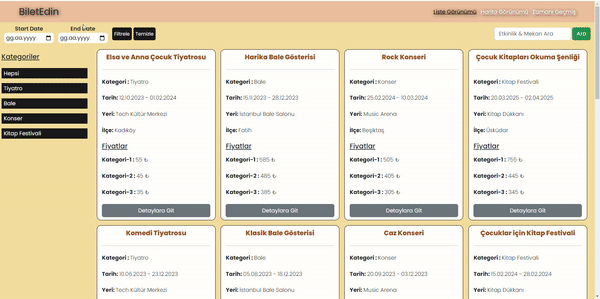 BiletEdin
Liste Görünümü Harita Görünümü Etkinlik Geçmişi
Start Date End Date
gg.aa.yyyy gg.aa.yyyy Filtrele Temizle Etkinlik & Mekan Ara Ara
Kategoriler
Hepsi
Tiyatro
Bale
Konser
Kitap Festivali
Elsa ve Anna Çocuk Tiyatrosu
Kategori : Tiyatro
Tarih: 12.10.2023 - 01.02.2024
Yeri: Tech Kültür Merkezi
İlçe: Kadıköy
Fiyatlar
Kategori-1 : 55 ₺
Kategori-2 : 45 ₺
Kategori-3 : 35 ₺
Detaylara Git
Harika Bale Gösterisi
Kategori : Bale
Tarih: 15.11.2023 - 28.12.2023
Yeri: İstanbul Bale Salonu
İlçe: Fatih
Fiyatlar
Kategori-1 : 585 ₺
Kategori-2 : 485 ₺
Kategori-3 : 385 ₺
Detaylara Git
Rock Konseri
Kategori : Konser
Tarih: 25.02.2024 - 10.03.2024
Yeri: Music Arena
İlçe: Beşiktaş
Fiyatlar
Kategori-1 : 505 ₺
Kategori-2 : 405 ₺
Kategori-3 : 305 ₺
Detaylara Git
Çocuk Kitapları Okuma Şenliği
Kategori : Kitap Festivali
Tarih: 20.03.2025 - 02.04.2025
Yeri: Kitap Dükkanı
İlçe: Üsküdar
Fiyatlar
Kategori-1 : 755 ₺
Kategori-2 : 445 ₺
Kategori-3 : 345 ₺
Detaylara Git
Komedi Tiyatrosu
Kategori : Tiyatro
Tarih: 10.06.2023 - 23.12.2023
Yeri: Tech Kültür Merkezi
Klasik Bale Gösterisi
Kategori : Bale
Tarih: 05.08.2023 - 18.12.2023
Yeri: İstanbul Bale Salonu
Caz Konseri
Kategori : Konser
Tarih: 20.09.2023 - 03.12.2023
Yeri: Music Arena
Çocuklar için Kitap Festivali
Kategori : Kitap Festivali
Tarih: 15.02.2024 - 28.02.2024
Yeri: Kitap Dükkanı